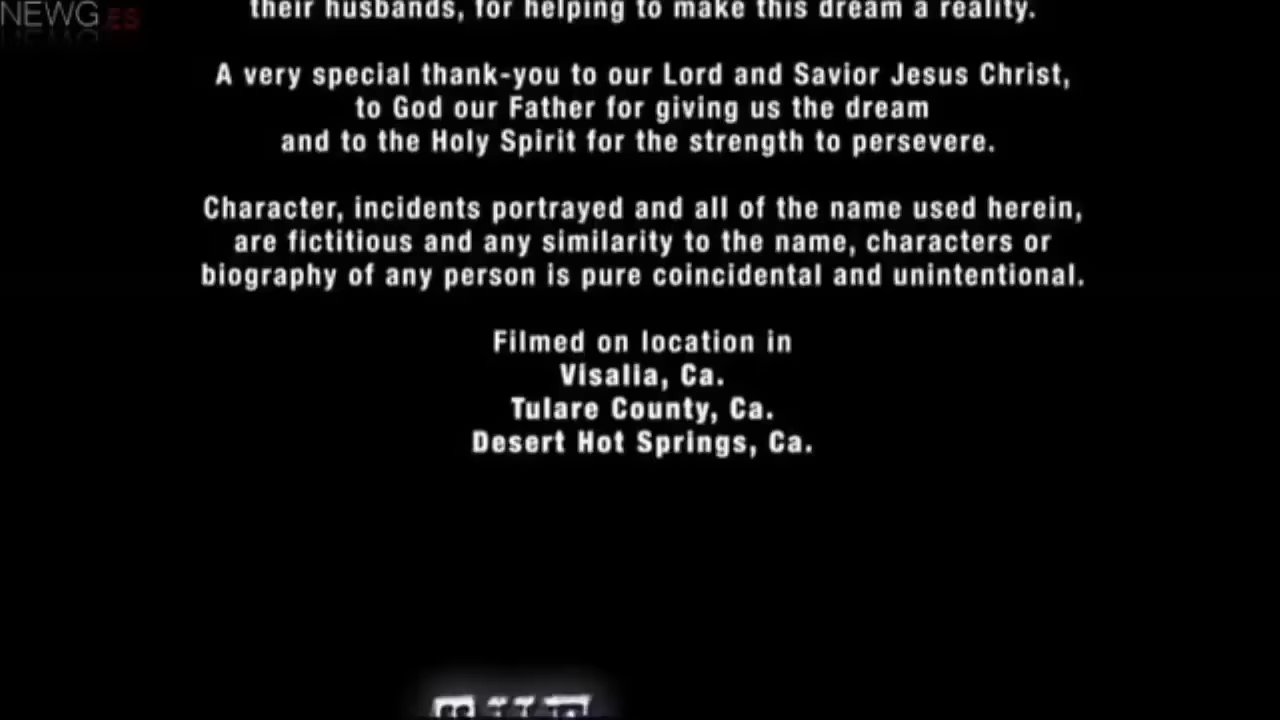 NEWG.ES
their husbands, for helping to make this dream a reality.
A very special thank-you to our Lord and Savior Jesus Christ,
to God our Father for giving us the dream
and to the Holy Spirit for the strength to persevere.
Character, incidents portrayed and all of the name used herein,
are fictitious and any similarity to the name, characters or
biography of any person is pure coincidental and unintentional.
Filmed on location in
Visalia, Ca.
Tulare County, Ca.
Desert Hot Springs, Ca.